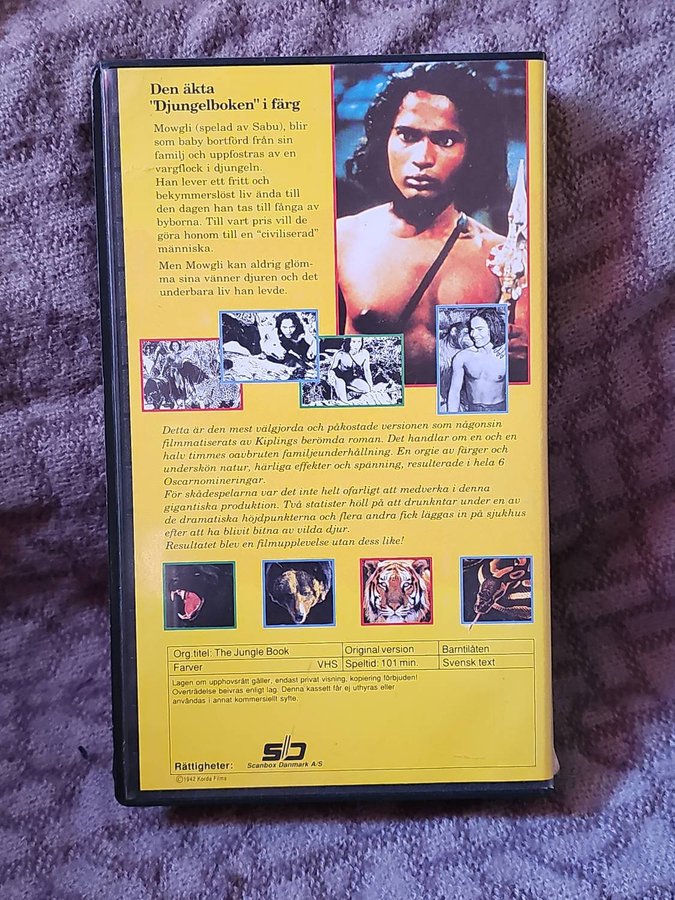 Den äkta
"Djungelboken" i färg
Mowgli (spelad av Sabu), blir
som baby bortförd från sin
familj och uppfostras av en
vargflock i djungeln.
Han lever ett fritt och
bekymmerslöst liv ända till
den dagen han tas till fånga av
byborna. Till vart pris vill de
göra honom till en "civiliserad"
människa.
Men Mowgli kan aldrig glöm-
ma sina vänner djuren och det
underbara liv han levde.
Detta är den mest välgjorda och påkostade versionen som någonsin
filmmatiserats av Kiplings berömda roman. Det handlar om en och en
halv timmes oavbruten familjeunderhållning. En orgie av färger och
underskön natur, härliga effekter och spänning, resulterade i hela 6
Oscarnomineringar.
För skådespelarna var det inte helt ofarligt att medverka i denna
gigantiska produktion. Två statister höll på att drunkntar under en av
de dramatiska höjdpunkterna och flera andra fick läggas in på sjukhus
efter att ha blivit bitna av vilda djur.
Resultatet blev en filmupplevelse utan dess like!
Org.titel: The Jungle Book Original version Barntilåten
Farver VHS Speltid: 101 min. Svensk text
Lagen om upphovsrätt gäller, endast privat visning, kopiering förbjuden!
Overtrådelse beivras enligt lag. Denna kassett får ej uthyras eller
användas i annat kommersiellt syfte.
Rättigheter: Scanbox Danmark A/S
©1942 Korda Films